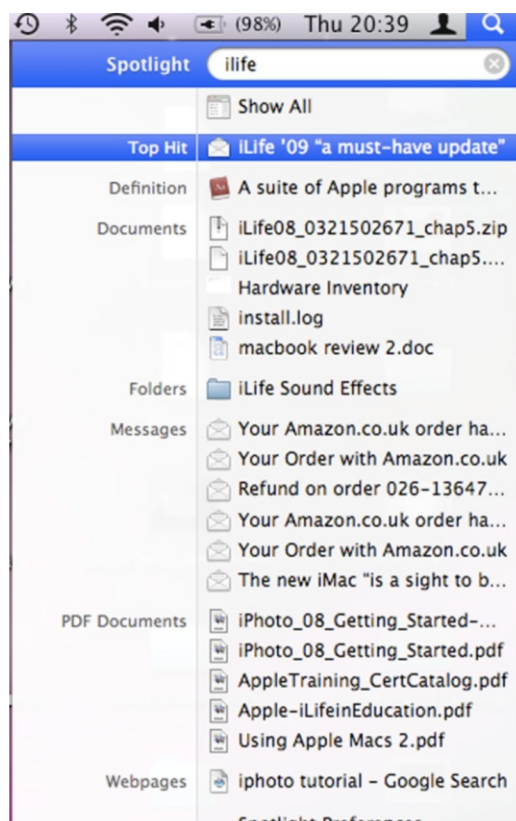 (98%) Thu 20:39
Spotlight ilife
Show All
Top Hit iLife '09 “a must-have update”
Definition A suite of Apple programs t...
Documents iLife08_0321502671_chap5.zip
iLife08_0321502671_chap5....
Hardware Inventory
install.log
macbook review 2.doc
Folders iLife Sound Effects
Messages Your Amazon.co.uk order ha...
Your Order with Amazon.co.uk
Refund on order 026-13647...
Your Amazon.co.uk order ha...
Your Order with Amazon.co.uk
The new iMac “is a sight to b...
PDF Documents iPhoto_08_Getting_Started-...
iPhoto_08_Getting_Started.pdf
AppleTraining_CertCatalog.pdf
Apple-iLifeinEducation.pdf
Using Apple Macs 2.pdf
Webpages iphoto tutorial - Google Search
Spotlight Preferences